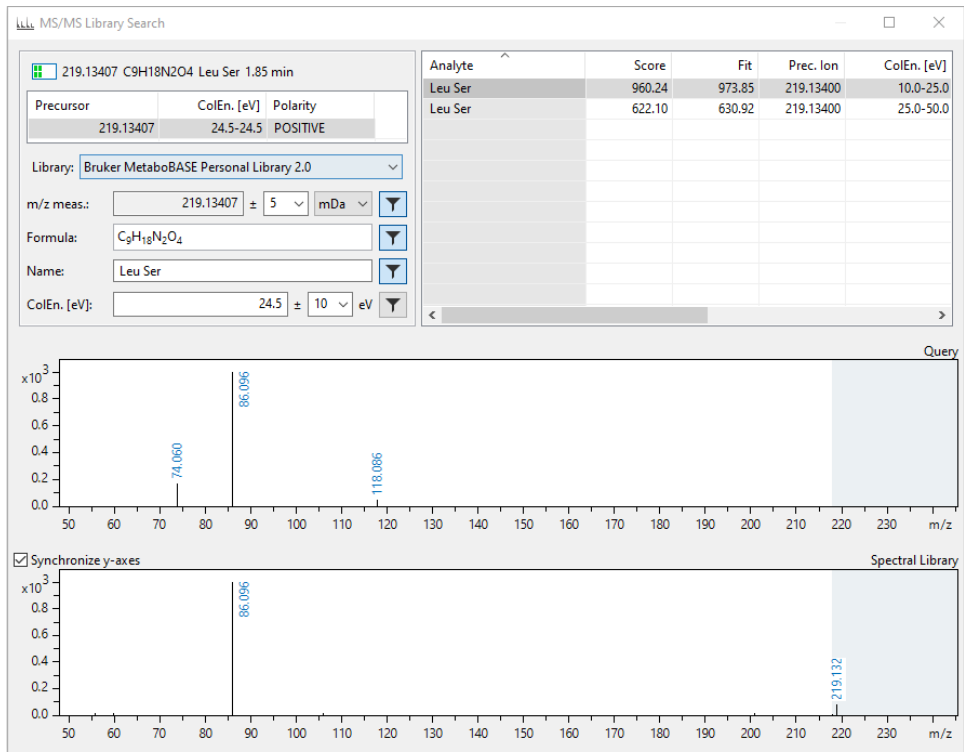 MS/MS Library Search
219.13407 C9H18N2O4 Leu Ser 1.85 min
Precursor ColEn. [eV] Polarity
219.13407 24.5-24.5 POSITIVE
Library: Bruker MetaboBASE Personal Library 2.0
m/z meas.: 219.13407 ± 5 mDa
Formula: C₉H₁₈N₂O₄
Name: Leu Ser
ColEn. [eV]: 24.5 ± 10 eV
Analyte Score Fit Prec. Ion ColEn. [eV]
Leu Ser 960.24 973.85 219.13400 10.0-25.0
Leu Ser 622.10 630.92 219.13400 25.0-50.0
Query
x10³
0.8
0.6
0.4
0.2
0.0
74.060
86.096
118.086
50 60 70 80 90 100 110 120 130 140 150 160 170 180 190 200 210 220 230 m/z
Synchronize y-axes Spectral Library
x10³
0.8
0.6
0.4
0.2
0.0
86.096
219.132
50 60 70 80 90 100 110 120 130 140 150 160 170 180 190 200 210 220 230 m/z